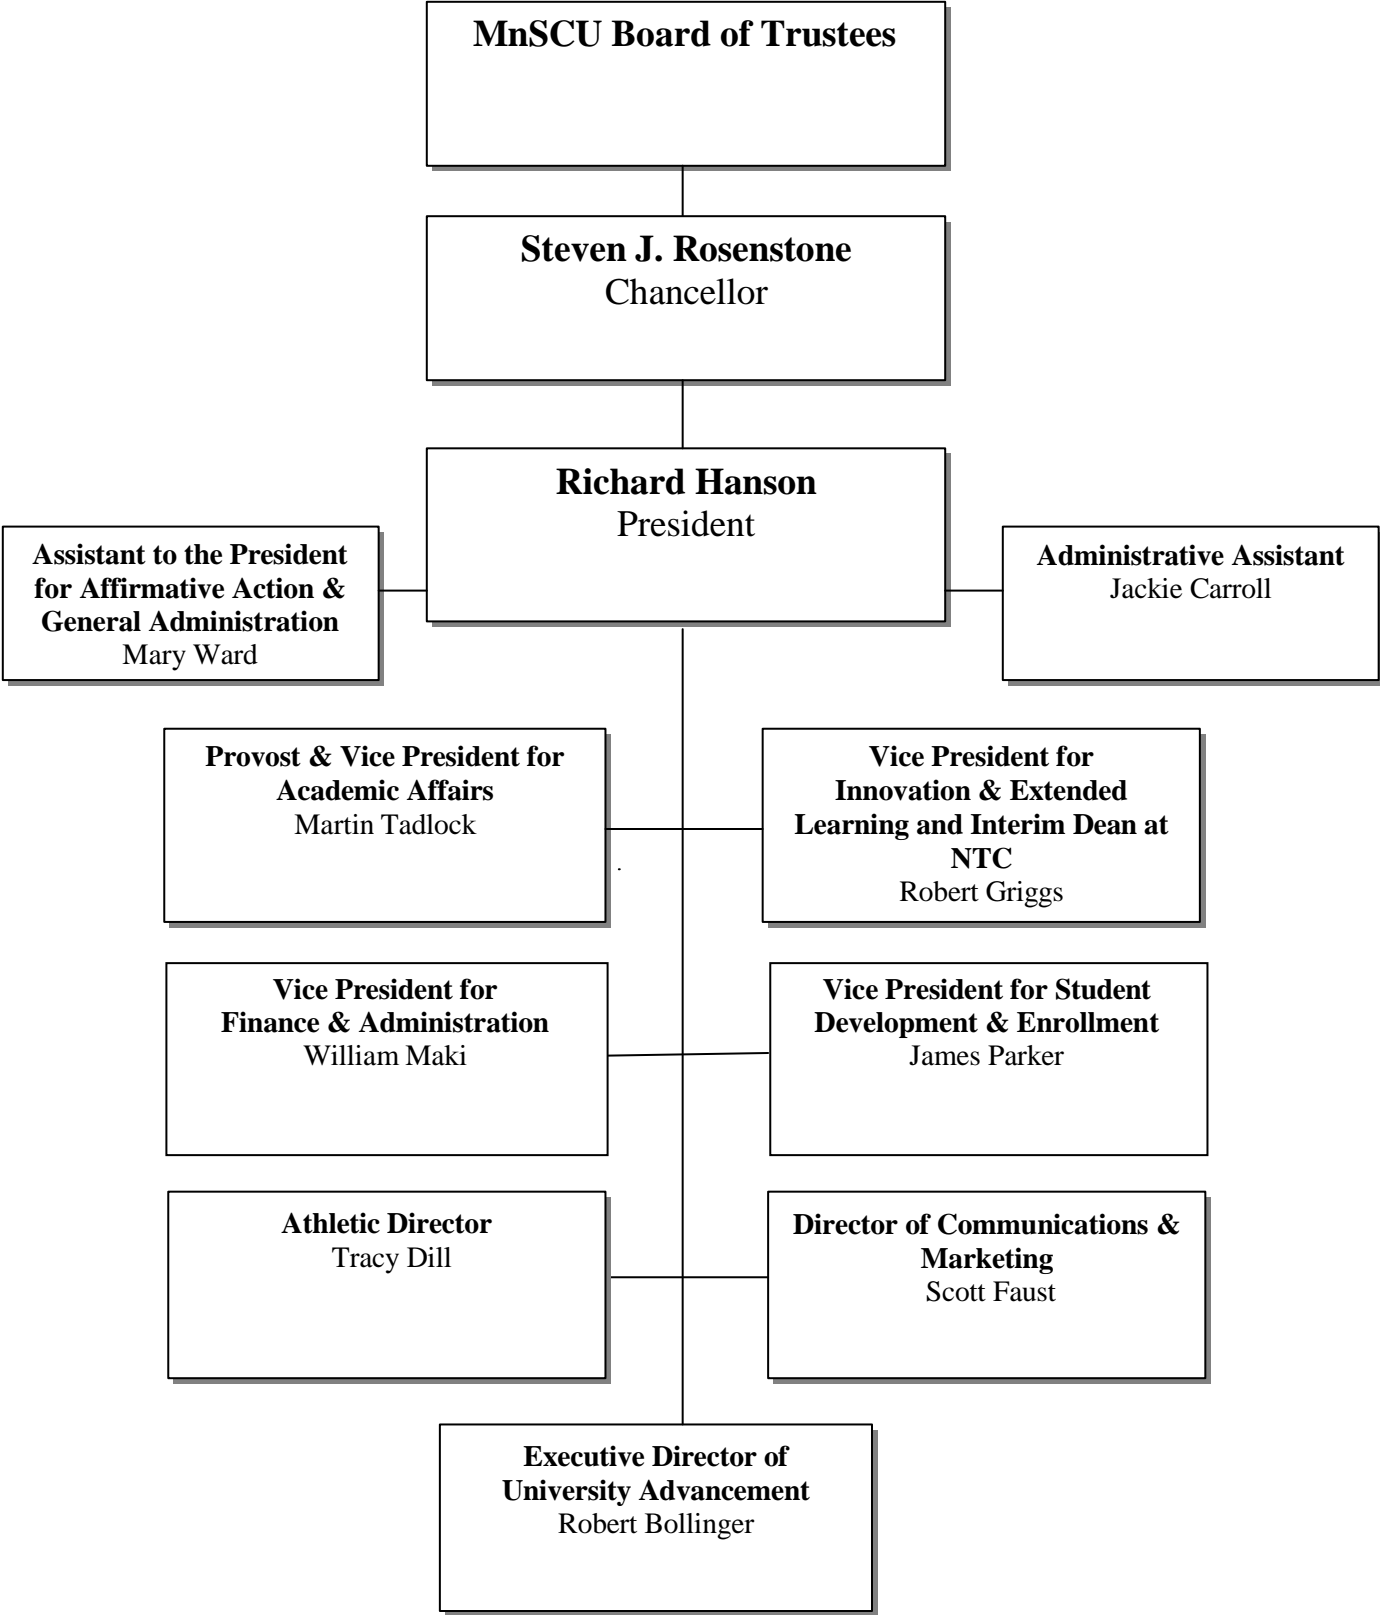 MnSCU Board of Trustees
Steven J. Rosenstone
Chancellor
Richard Hanson
President
Assistant to the President
for Affirmative Action &
General Administration
Mary Ward
Administrative Assistant
Jackie Carroll
Provost & Vice President for
Academic Affairs
Martin Tadlock
Vice President for
Innovation & Extended
Learning and Interim Dean at
NTC
Robert Griggs
Vice President for
Finance & Administration
William Maki
Vice President for Student
Development & Enrollment
James Parker
Athletic Director
Tracy Dill
Director of Communications &
Marketing
Scott Faust
Executive Director of
University Advancement
Robert Bollinger